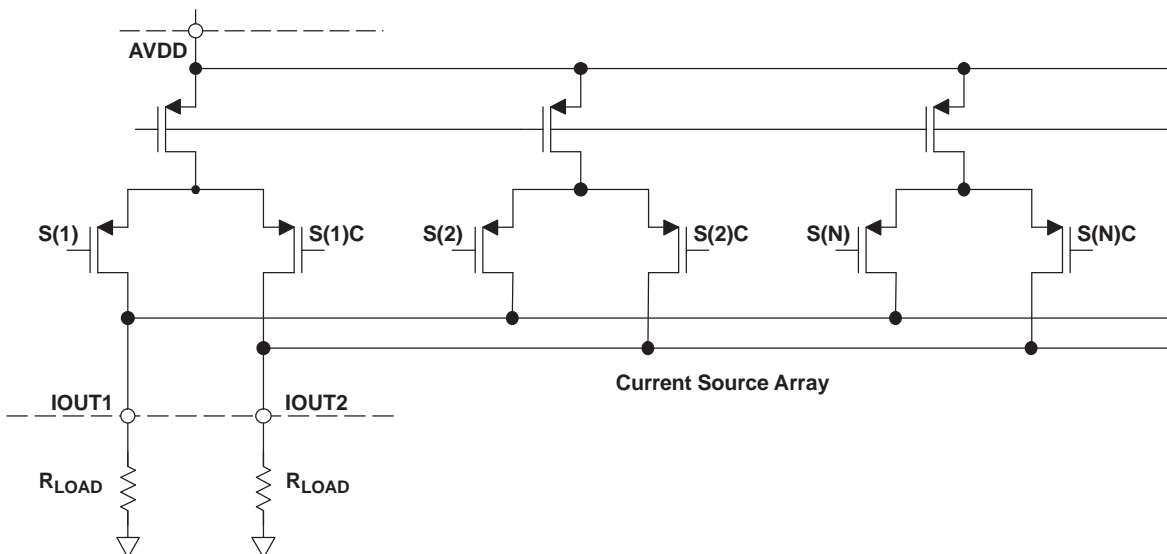 AVDD
S(1)
S(1)C
S(2)
S(2)C
S(N)
S(N)C
Current Source Array
IOUT1
IOUT2
RLOAD
RLOAD